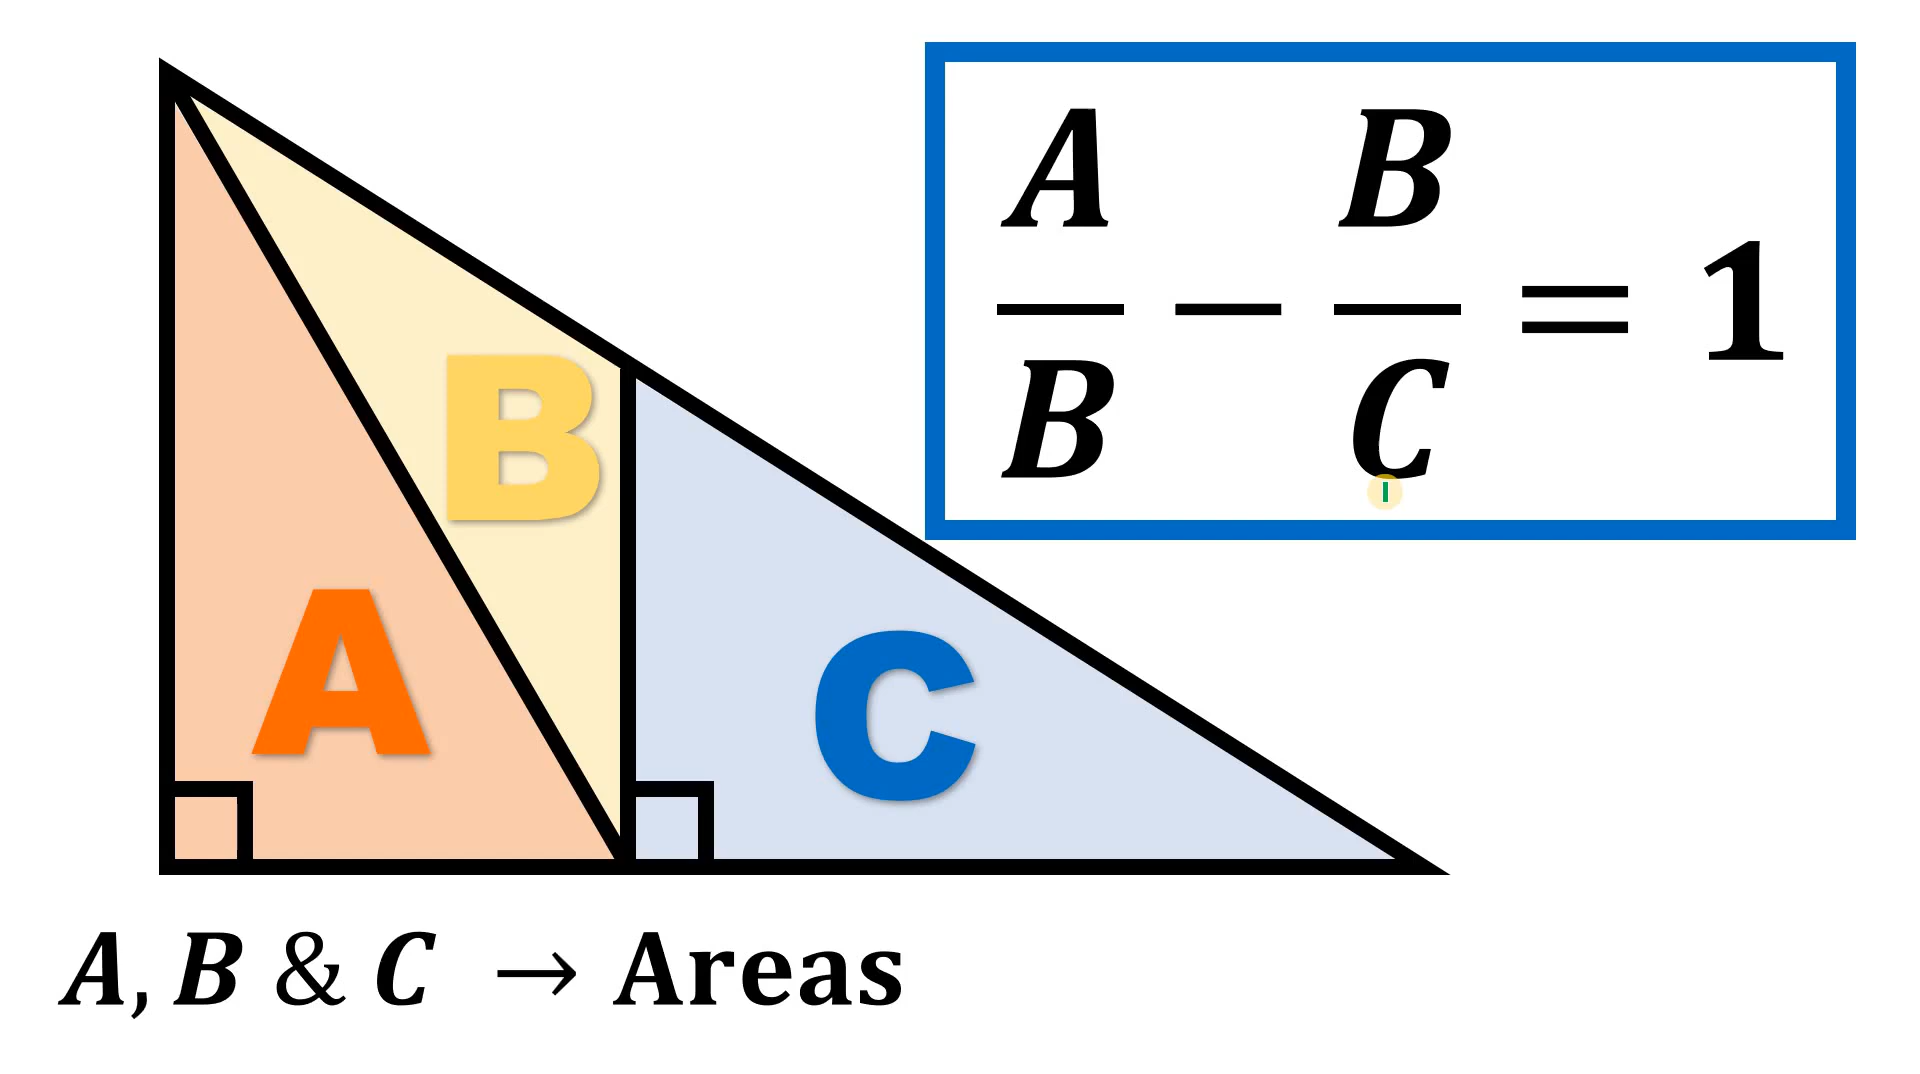 A/B − B/C = 1
B
A
C
A, B & C → Areas